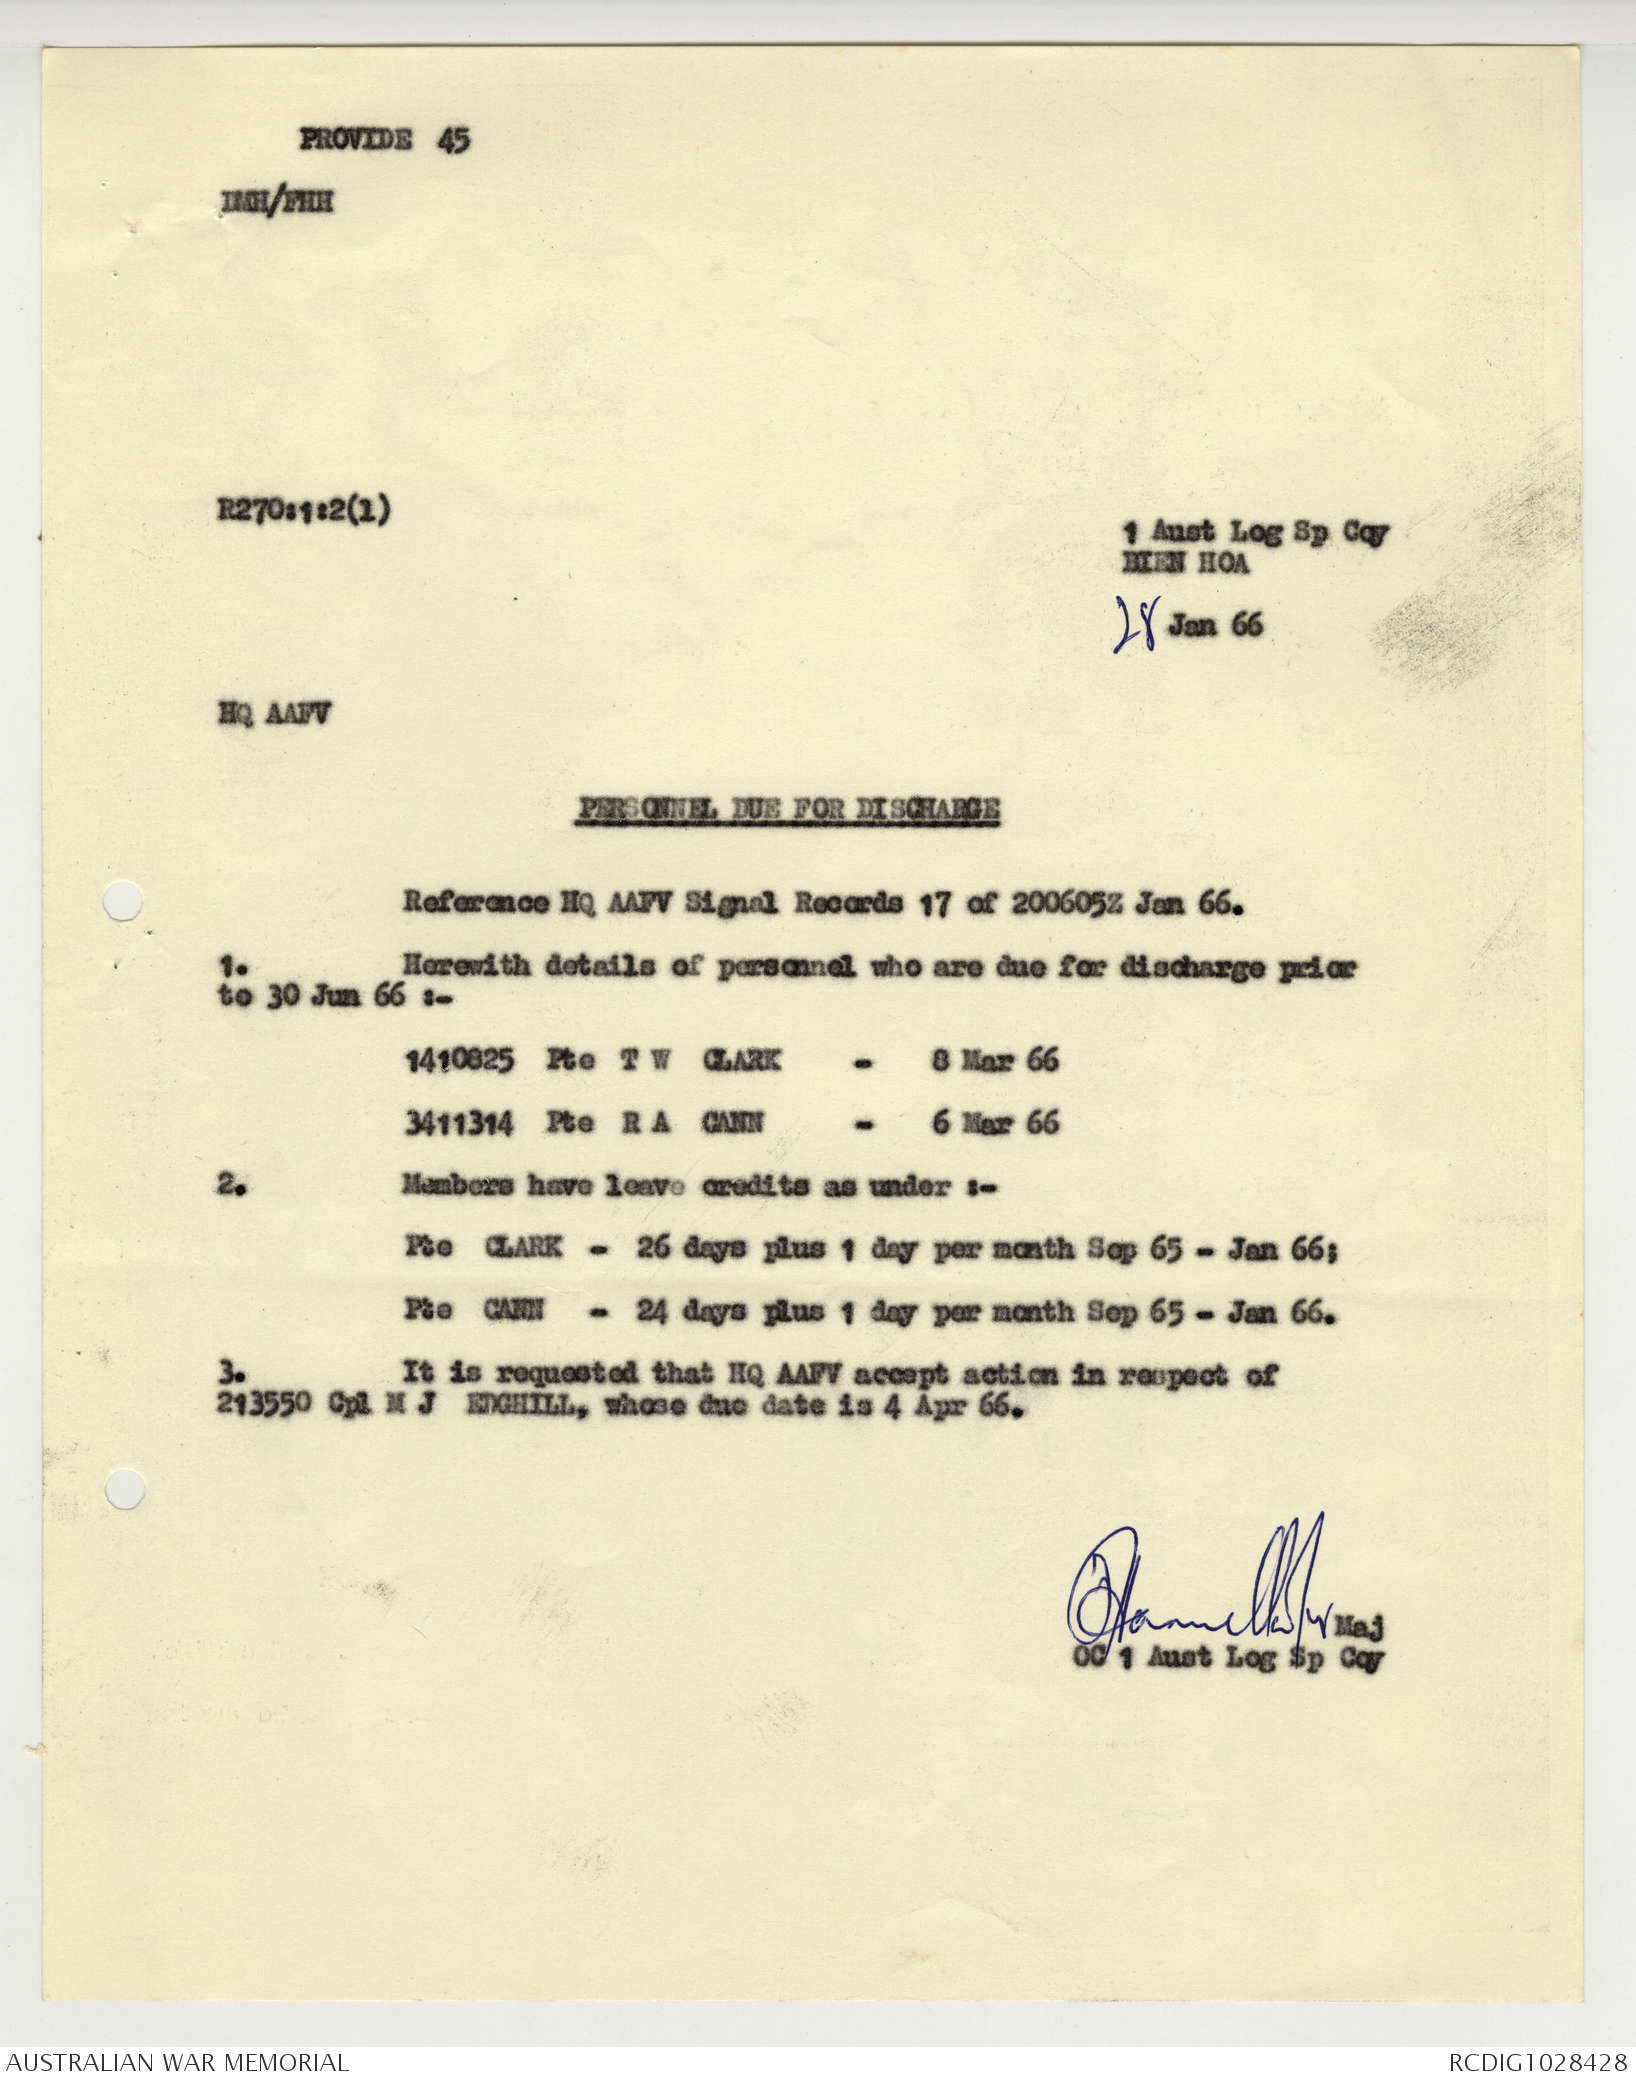 PROVIDE 45
DMH/FHH
R270:1:2(1)
1 Aust Log Sp Coy
BIEN HOA
28 Jan 66
HQ AAFV
PERSONNEL DUE FOR DISCHARGE
Reference HQ AAFV Signal Records 17 of 200605Z Jan 66.
1. Herewith details of personnel who are due for discharge prior
to 30 Jun 66 :-
1410825 Pte T W CLARK - 8 Mar 66
3411314 Pte R A CANN - 6 Mar 66
2. Members have leave credits as under :-
Pte CLARK - 26 days plus 1 day per month Sep 65 - Jan 66;
Pte CANN - 24 days plus 1 day per month Sep 65 - Jan 66.
3. It is requested that HQ AAFV accept action in respect of
213550 Cpl M J EDGHILL, whose due date is 4 Apr 66.
Maj
OC 1 Aust Log Sp Coy
AUSTRALIAN WAR MEMORIAL
RCDIG1028428